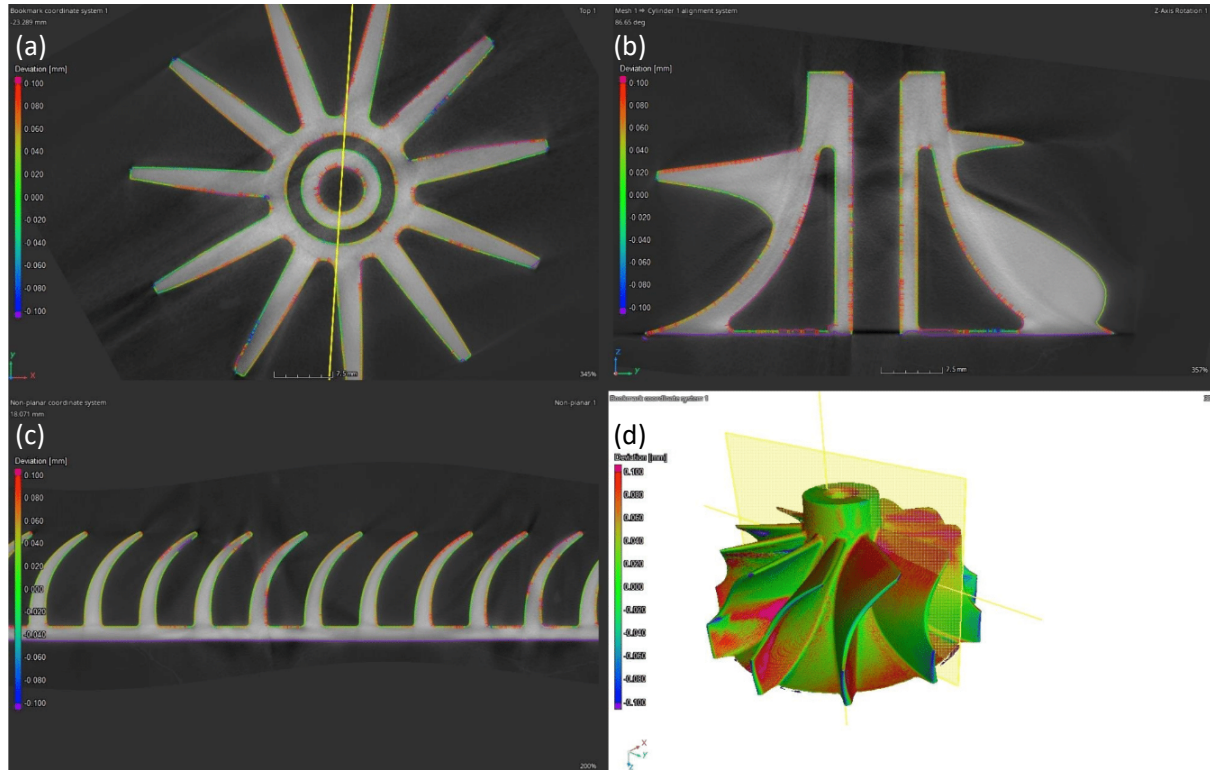 Bookmark coordinate system 1
Top 1
-23.289 mm
(a)
Deviation [mm]
0 100
0 080
0 060
0 040
0 020
0 000
-0 020
-0 040
-0 060
-0 080
-0 100
Y
X
7.5 mm
345%
Mesh 1 ⇒ Cylinder 1 alignment system
Z-Axis Rotation 1
86.65 deg
(b)
Deviation [mm]
0 100
0 080
0 060
0 040
0 020
0 000
-0 020
-0 040
-0 060
-0 080
-0 100
Z
Y
7.5 mm
357%
Non-planar coordinate system
Non-planar 1
18 071 mm
(c)
Deviation [mm]
0 100
0 080
0 060
0 040
0 020
0.000
-0 020
-0 040
-0 060
-0 080
-0 100
200%
Bookmark coordinate system 1
(d)
Deviation [mm]
0.100
0.080
0.060
0.040
0.020
0.000
-0.020
-0.040
-0.060
-0.080
-0.100
X
Y
Z